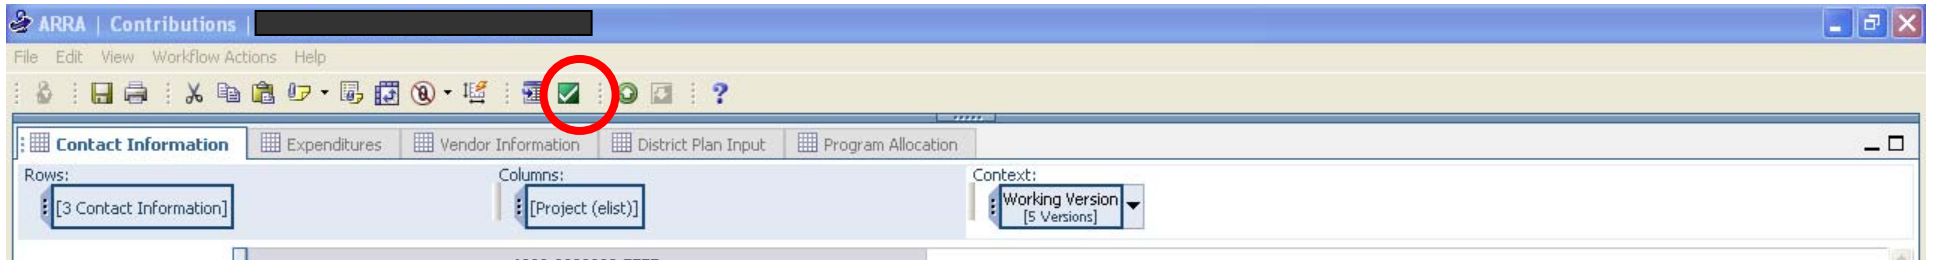 ARRA | Contributions |
File Edit View Workflow Actions Help
?
Contact Information Expenditures Vendor Information District Plan Input Program Allocation
Rows: Columns: Context:
[3 Contact Information] [Project (elist)] Working Version
[5 Versions]